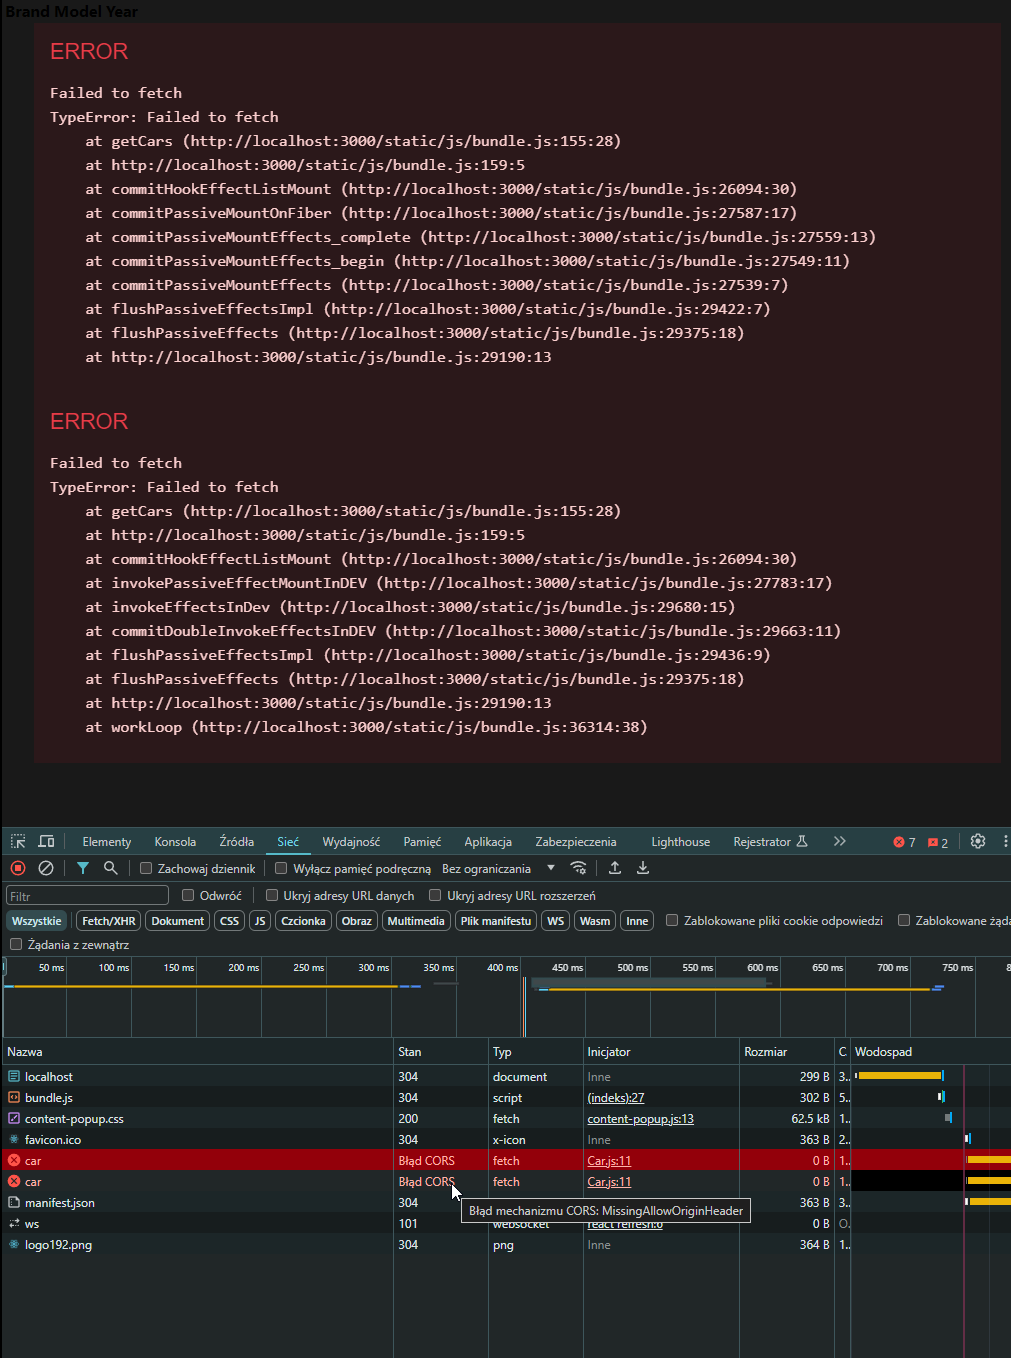 Brand Model Year
ERROR
Failed to fetch
TypeError: Failed to fetch
at getCars (http://localhost:3000/static/js/bundle.js:155:28)
at http://localhost:3000/static/js/bundle.js:159:5
at commitHookEffectListMount (http://localhost:3000/static/js/bundle.js:26094:30)
at commitPassiveMountOnFiber (http://localhost:3000/static/js/bundle.js:27587:17)
at commitPassiveMountEffects_complete (http://localhost:3000/static/js/bundle.js:27559:13)
at commitPassiveMountEffects_begin (http://localhost:3000/static/js/bundle.js:27549:11)
at commitPassiveMountEffects (http://localhost:3000/static/js/bundle.js:27539:7)
at flushPassiveEffectsImpl (http://localhost:3000/static/js/bundle.js:29422:7)
at flushPassiveEffects (http://localhost:3000/static/js/bundle.js:29375:18)
at http://localhost:3000/static/js/bundle.js:29190:13
ERROR
Failed to fetch
TypeError: Failed to fetch
at getCars (http://localhost:3000/static/js/bundle.js:155:28)
at http://localhost:3000/static/js/bundle.js:159:5
at commitHookEffectListMount (http://localhost:3000/static/js/bundle.js:26094:30)
at invokePassiveEffectMountInDEV (http://localhost:3000/static/js/bundle.js:27783:17)
at invokeEffectsInDev (http://localhost:3000/static/js/bundle.js:29680:15)
at commitDoubleInvokeEffectsInDEV (http://localhost:3000/static/js/bundle.js:29663:11)
at flushPassiveEffectsImpl (http://localhost:3000/static/js/bundle.js:29436:9)
at flushPassiveEffects (http://localhost:3000/static/js/bundle.js:29375:18)
at http://localhost:3000/static/js/bundle.js:29190:13
at workLoop (http://localhost:3000/static/js/bundle.js:36314:38)
Elementy Konsola Źródła Sieć Wydajność Pamięć Aplikacja Zabezpieczenia Lighthouse Rejestrator 7 2
Zachowaj dziennik Wyłącz pamięć podręczną Bez ograniczania
Filtr Odwróć Ukryj adresy URL danych Ukryj adresy URL rozszerzeń
Wszystkie Fetch/XHR Dokument CSS JS Czcionka Obraz Multimedia Plik manifestu WS Wasm Inne Zablokowane pliki cookie odpowiedzi Zablokowane żąda
Żądania z zewnątrz
50 ms 100 ms 150 ms 200 ms 250 ms 300 ms 350 ms 400 ms 450 ms 500 ms 550 ms 600 ms 650 ms 700 ms 750 ms 8
Nazwa Stan Typ Inicjator Rozmiar C Wodospad
localhost 304 document Inne 299 B 3..
bundle.js 304 script (indeks):27 302 B 5..
content-popup.css 200 fetch content-popup.js:13 62.5 kB 1..
favicon.ico 304 x-icon Inne 363 B 2..
car Błąd CORS fetch Car.js:11 0 B 1..
car Błąd CORS fetch Car.js:11 0 B 1..
manifest.json 304 363 B 3..
Błąd mechanizmu CORS: MissingAllowOriginHeader
ws 101 websocket react refresh:6 0 B O..
logo192.png 304 png Inne 364 B 1..